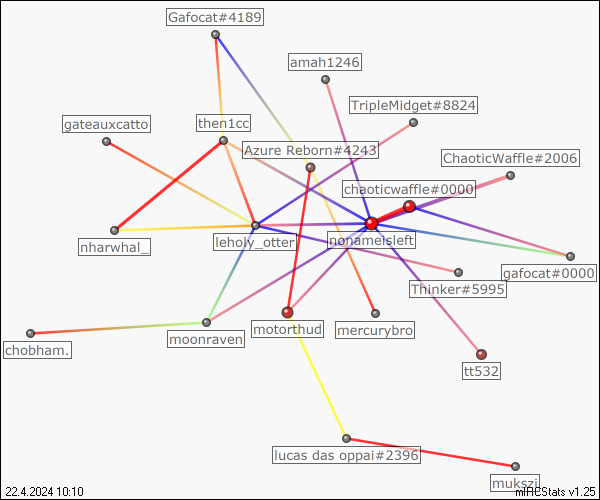 Gafocat#4189
amah1246
TripleMidget#8824
gateauxcatto
then1cc
Azure Reborn#4243
ChaoticWaffle#2006
chaoticwaffle#0000
nharwhal_
leholy_otter
nonameisleft
gafocat#0000
Thinker#5995
moonraven
motorthud
mercurybro
chobham.
tt532
lucas das oppai#2396
mukszi
22.4.2024 10:10
mIRCStats v1.25